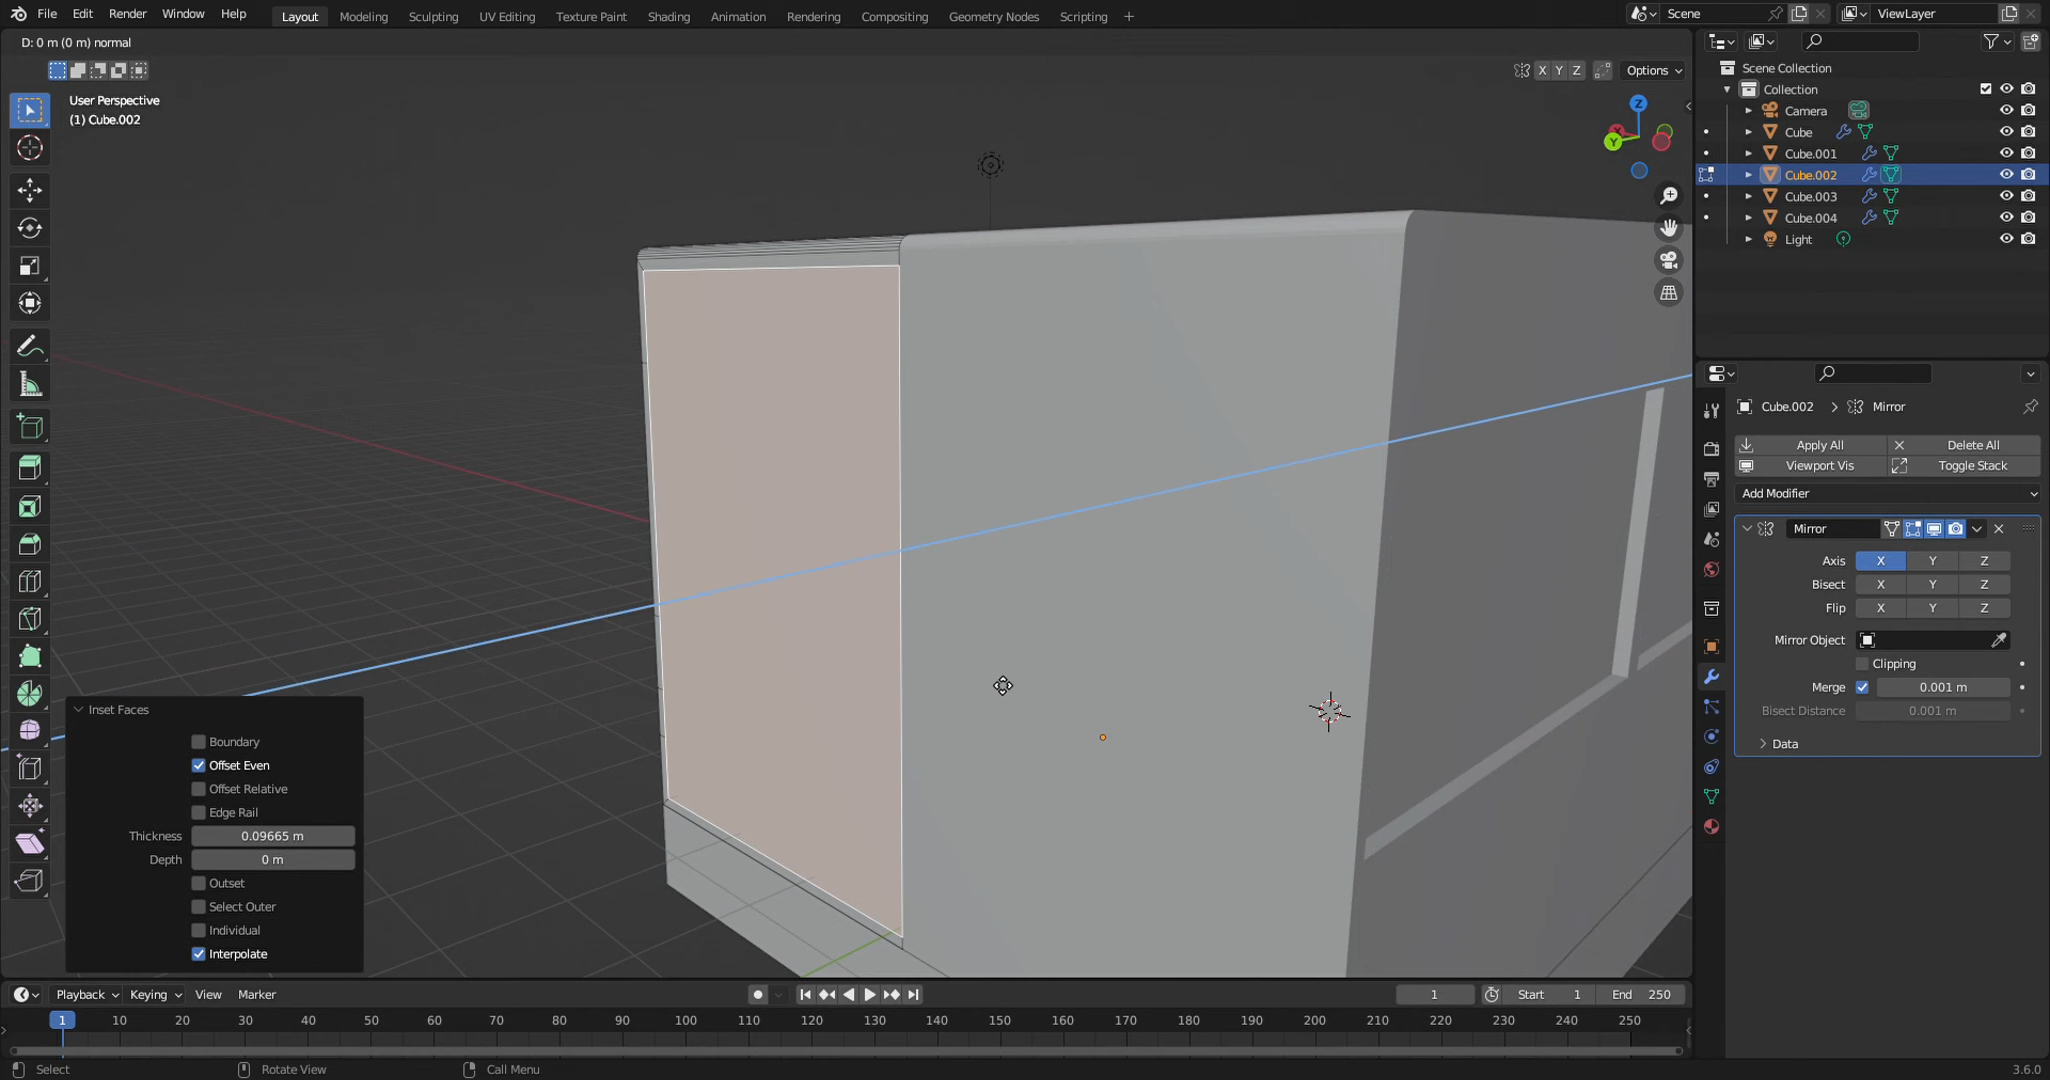 File Edit Render Window Help Layout Modeling Sculpting UV Editing Texture Paint Shading Animation Rendering Compositing Geometry Nodes Scripting + Scene ViewLayer
D: 0 m (0 m) normal
X Y Z Options
User Perspective
(1) Cube.002
Z
Y
Scene Collection
Collection
Camera
Cube
Cube.001
Cube.002
Cube.003
Cube.004
Light
Cube.002 > Mirror
Apply All Delete All
Viewport Vis Toggle Stack
Add Modifier
Mirror
Axis X Y Z
Bisect X Y Z
Flip X Y Z
Mirror Object
Clipping
Merge 0.001 m
Bisect Distance 0.001 m
Data
Inset Faces
Boundary
Offset Even
Offset Relative
Edge Rail
Thickness 0.09665 m
Depth 0 m
Outset
Select Outer
Individual
Interpolate
Playback Keying View Marker 1 Start 1 End 250
1 10 20 30 40 50 60 70 80 90 100 110 120 130 140 150 160 170 180 190 200 210 220 230 240 250
Select Rotate View Call Menu 3.6.0